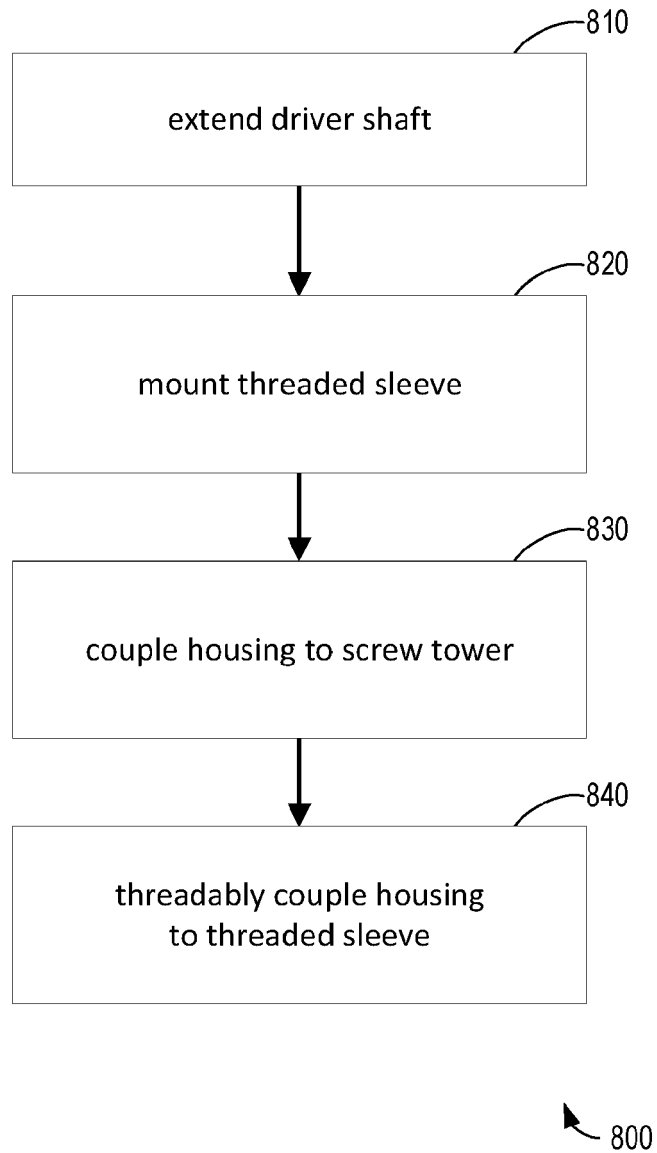 810
extend driver shaft
820
mount threaded sleeve
830
couple housing to screw tower
840
threadably couple housing
to threaded sleeve
800